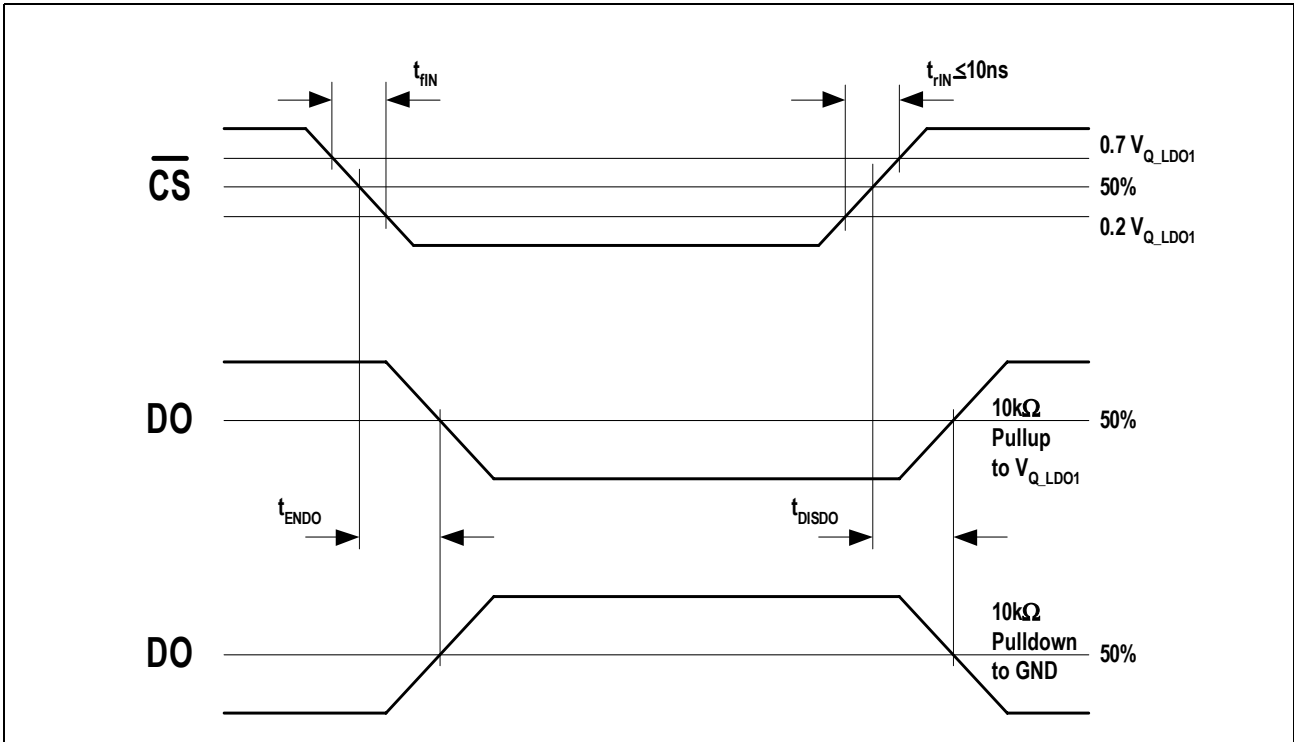 t_fIN
t_rIN≤10ns
0.7 V_Q_LDO1
CS
50%
0.2 V_Q_LDO1
DO
10kΩ
Pullup
to V_Q_LDO1
50%
t_ENDO
t_DISDO
DO
10kΩ
Pulldown
to GND
50%